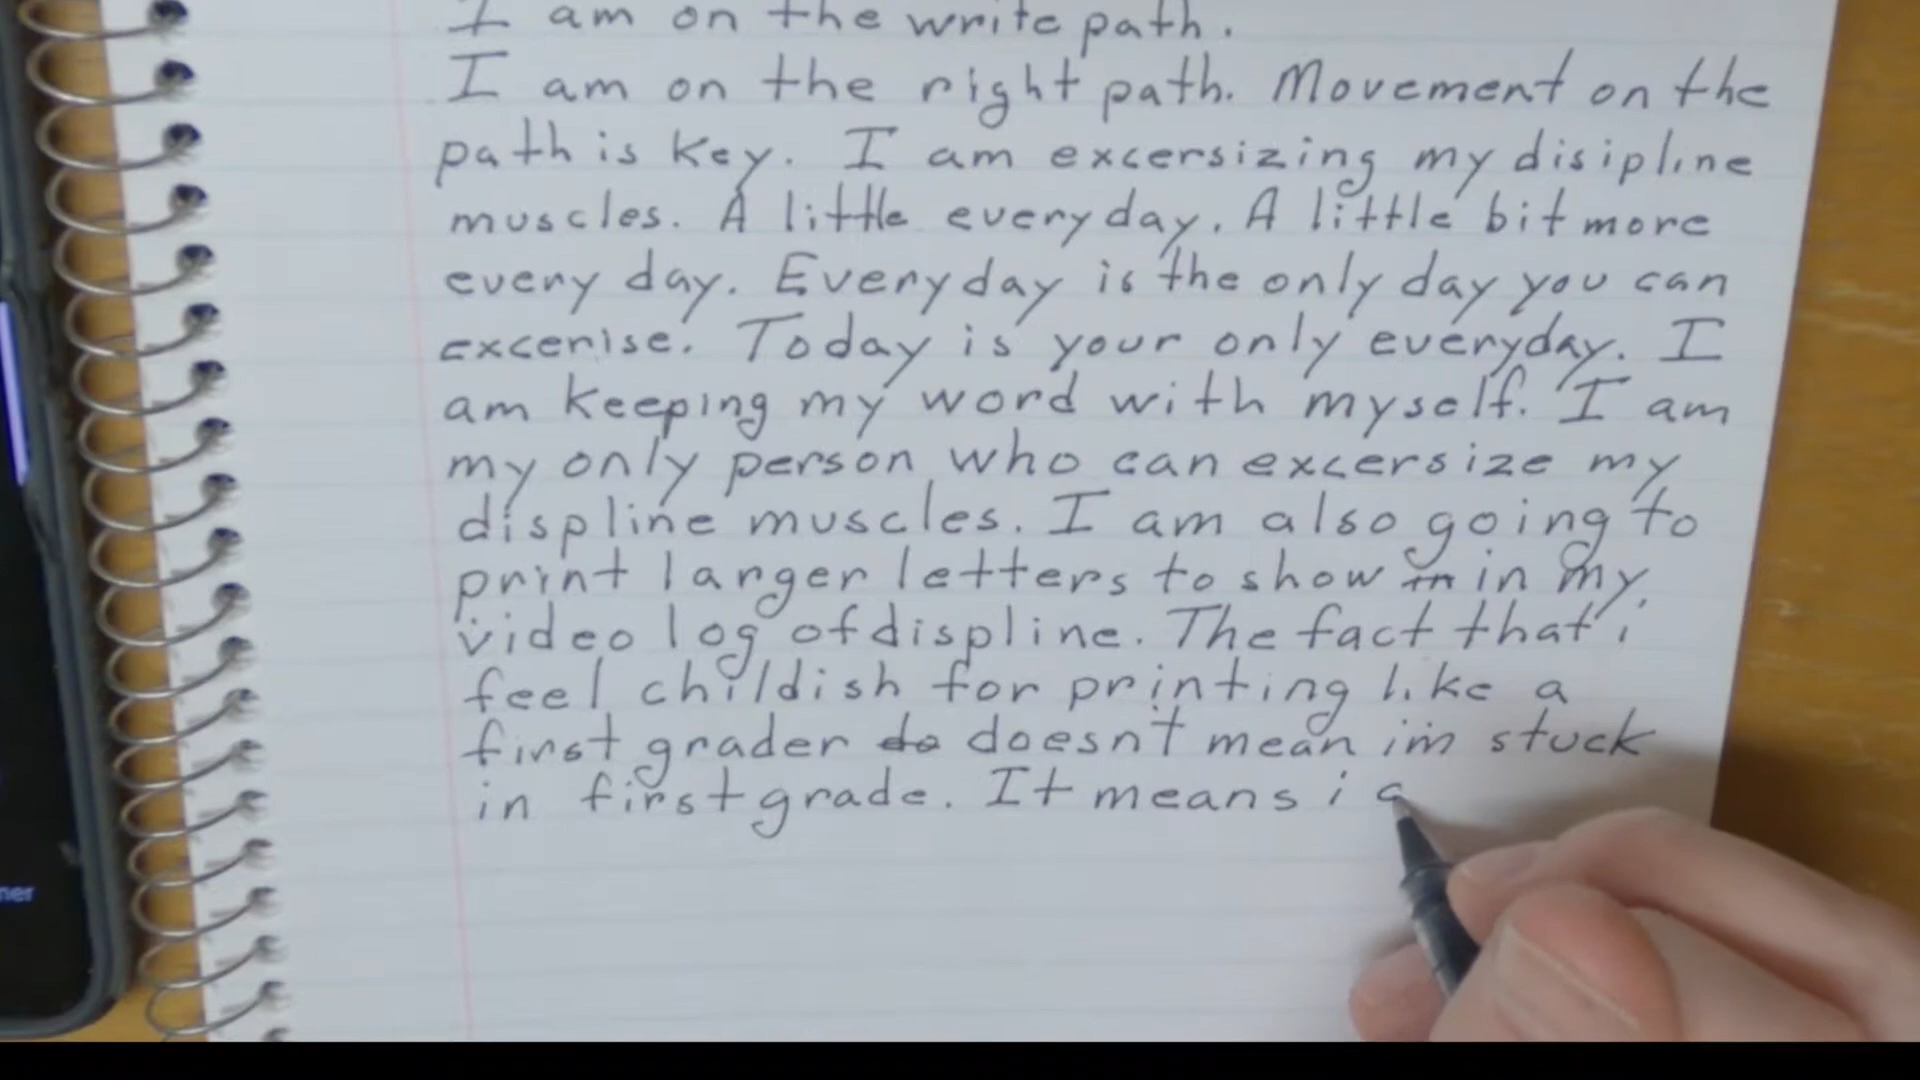 I am on the write path.
I am on the right path. Movement on the
path is key. I am excersizing my disipline
muscles. A little everyday. A little bit more
every day. Everyday is the only day you can
excerise. Today is your only everyday. I
am keeping my word with myself. I am
my only person who can excersize my
displine muscles. I am also going to
print larger letters to show in in my
video log of displine. The fact that i
feel childish for printing like a
first grader do doesn't mean i'm stuck
in first grade. It means i a
ner